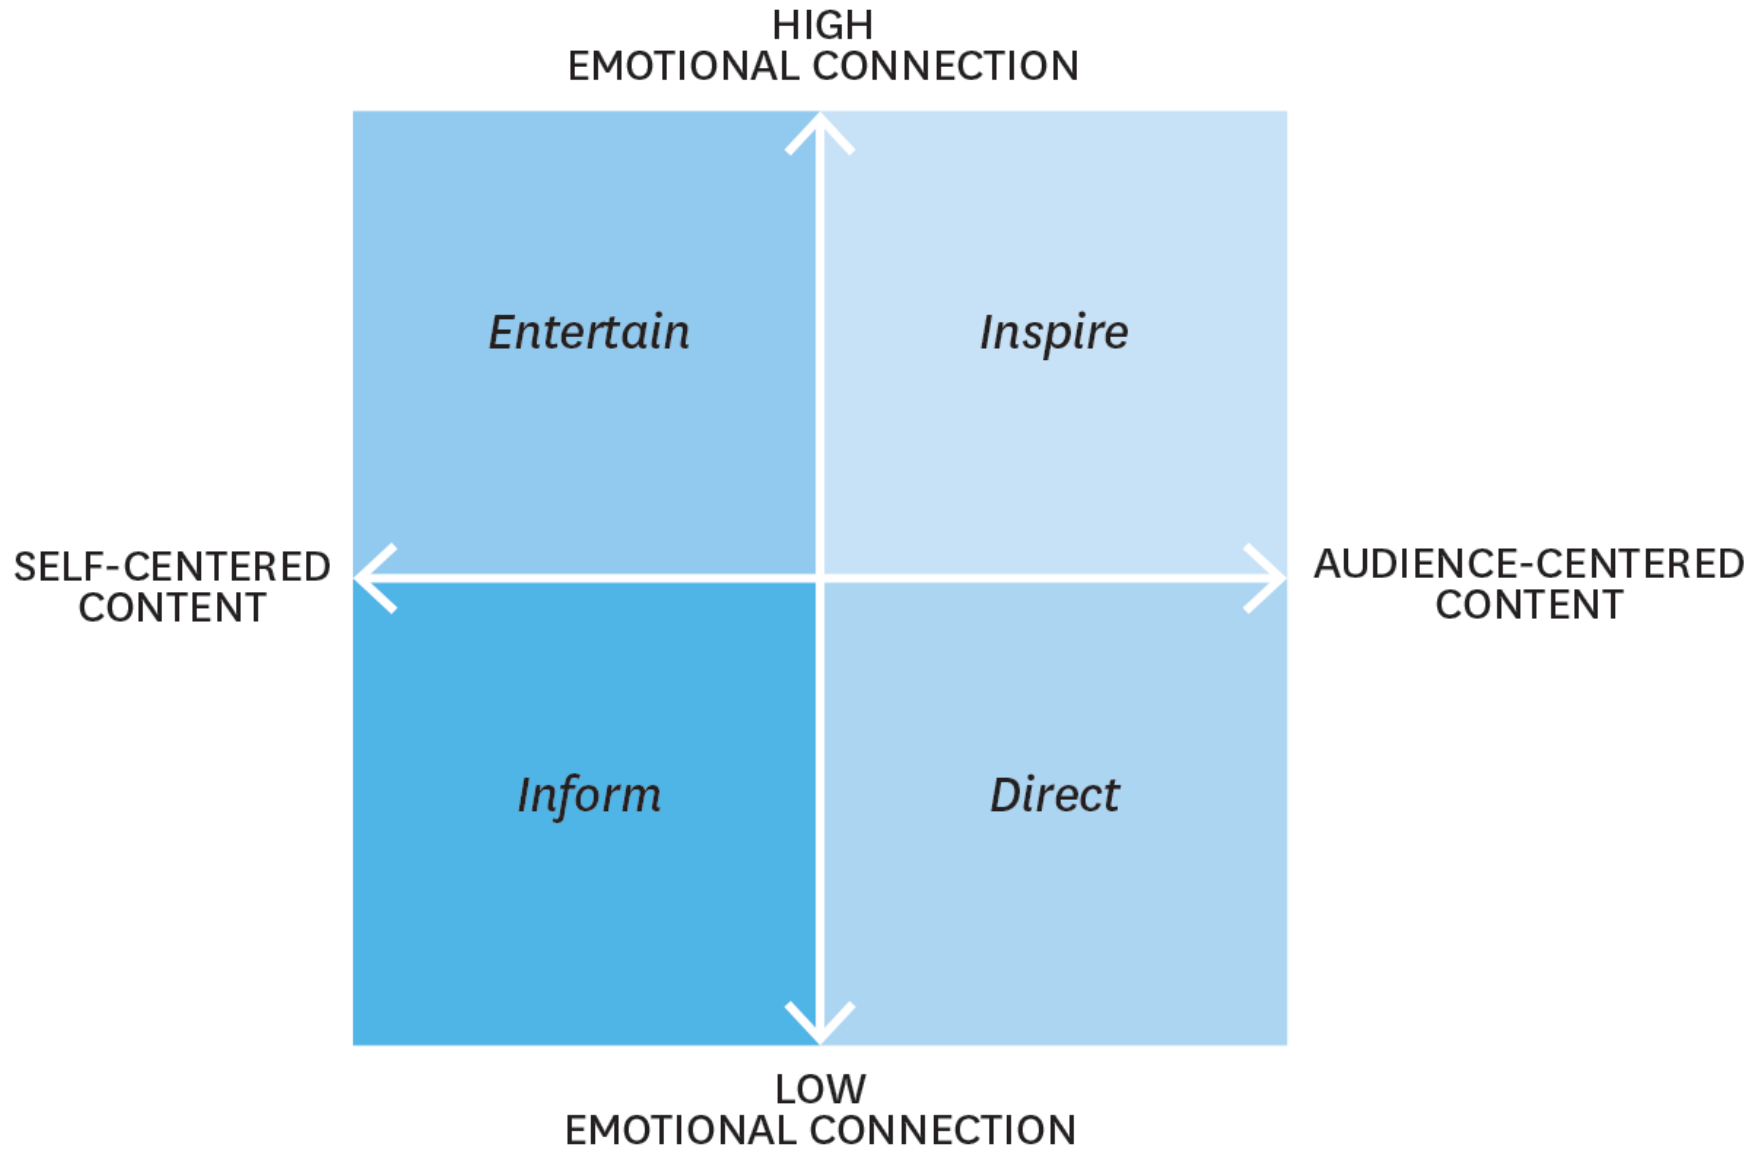 HIGH
EMOTIONAL CONNECTION
Entertain
Inspire
SELF-CENTERED
CONTENT
AUDIENCE-CENTERED
CONTENT
Inform
Direct
LOW
EMOTIONAL CONNECTION